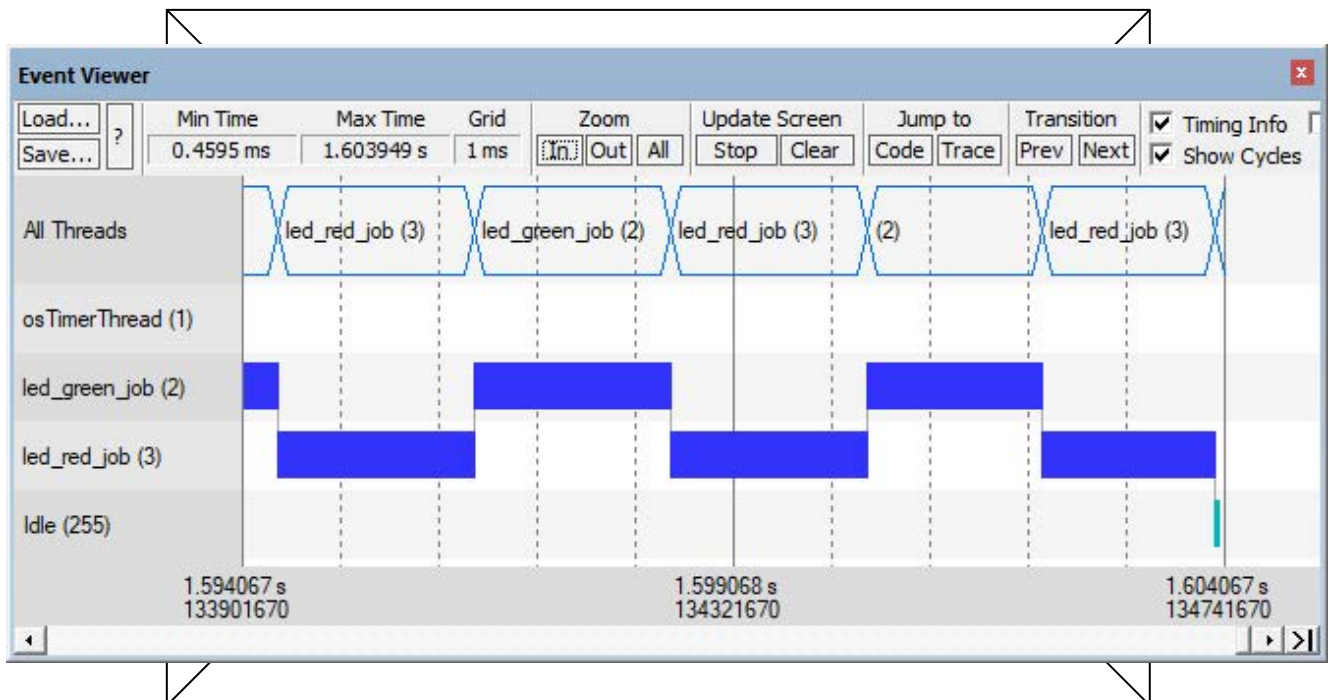 Event Viewer x
Load... Min Time Max Time Grid Zoom Update Screen Jump to Transition Timing Info
Save... ? 0.4595 ms 1.603949 s 1 ms In Out All Stop Clear Code Trace Prev Next Show Cycles
All Threads led_red_job (3) led_green_job (2) led_red_job (3) (2) led_red_job (3)
osTimerThread (1)
led_green_job (2)
led_red_job (3)
Idle (255)
1.594067 s 1.599068 s 1.604067 s
133901670 134321670 134741670